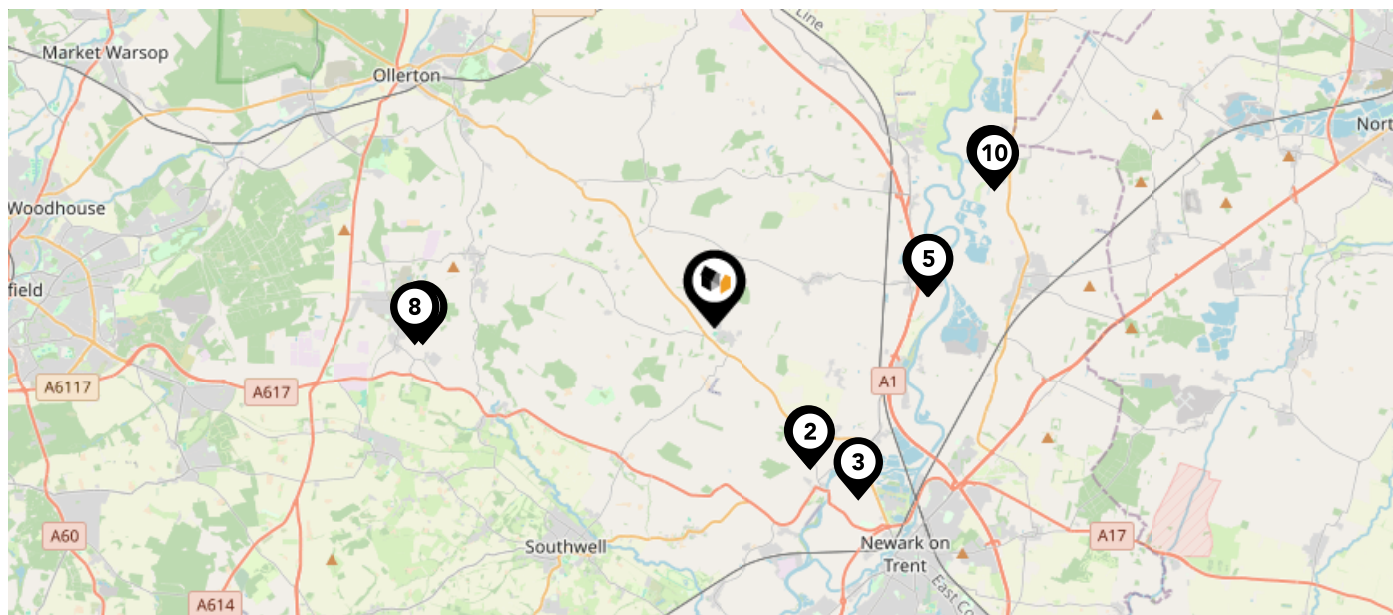 Line
Market Warsop
Ollerton
Nort
10
Woodhouse
5
field
8
A1
A6117
A617
2
3
A60
Southwell
Newark on
Trent
A17
East Co
A614